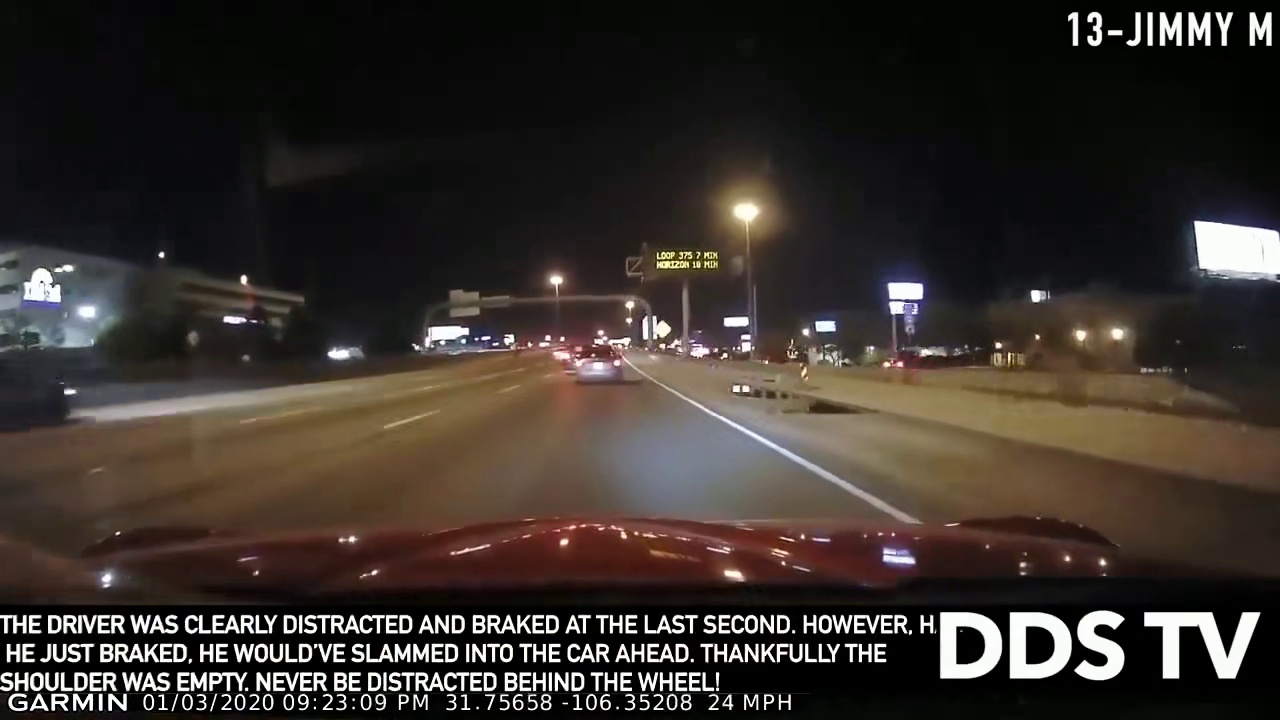 13-JIMMY M
LOOP 375 7 MIN
HORIZON 18 MIN
THE DRIVER WAS CLEARLY DISTRACTED AND BRAKED AT THE LAST SECOND. HOWEVER, HA
HE JUST BRAKED, HE WOULD'VE SLAMMED INTO THE CAR AHEAD. THANKFULLY THE
SHOULDER WAS EMPTY. NEVER BE DISTRACTED BEHIND THE WHEEL!
DDS TV
GARMIN 01/03/2020 09:23:09 PM 31.75658 -106.35208 24 MPH